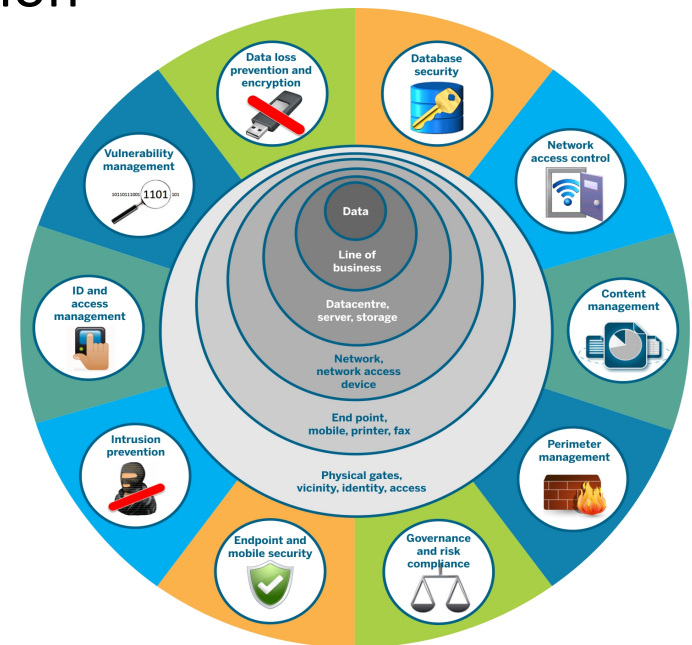 Data loss
prevention and
encryption
Database
security
Vulnerability
management
10110111001
1101
101
Network
access control
Data
Line of
business
ID and
access
management
Datacentre,
server, storage
Content
management
Network,
network access
device
End point,
mobile, printer, fax
Intrusion
prevention
Perimeter
management
Physical gates,
vicinity, identity, access
Endpoint and
mobile security
Governance
and risk
compliance